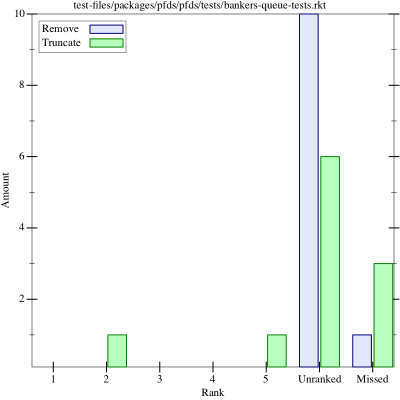 test-files/packages/pfds/pfds/tests/bankers-queue-tests.rkt
Remove
Truncate
10
8
6
4
2
Amount
1 2 3 4 5 Unranked Missed
Rank